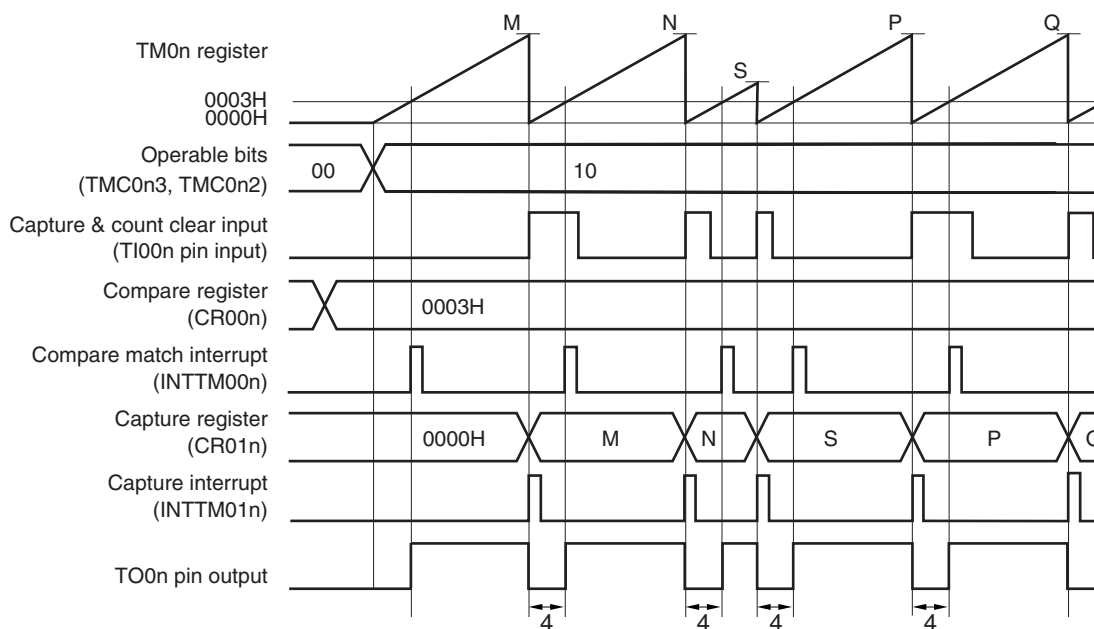 M N S P Q
TM0n register
0003H
0000H
Operable bits
(TMC0n3, TMC0n2)
00 10
Capture & count clear input
(TI00n pin input)
Compare register
(CR00n)
0003H
Compare match interrupt
(INTTM00n)
Capture register
(CR01n)
0000H M N S P
Capture interrupt
(INTTM01n)
TO0n pin output
4 4 4 4